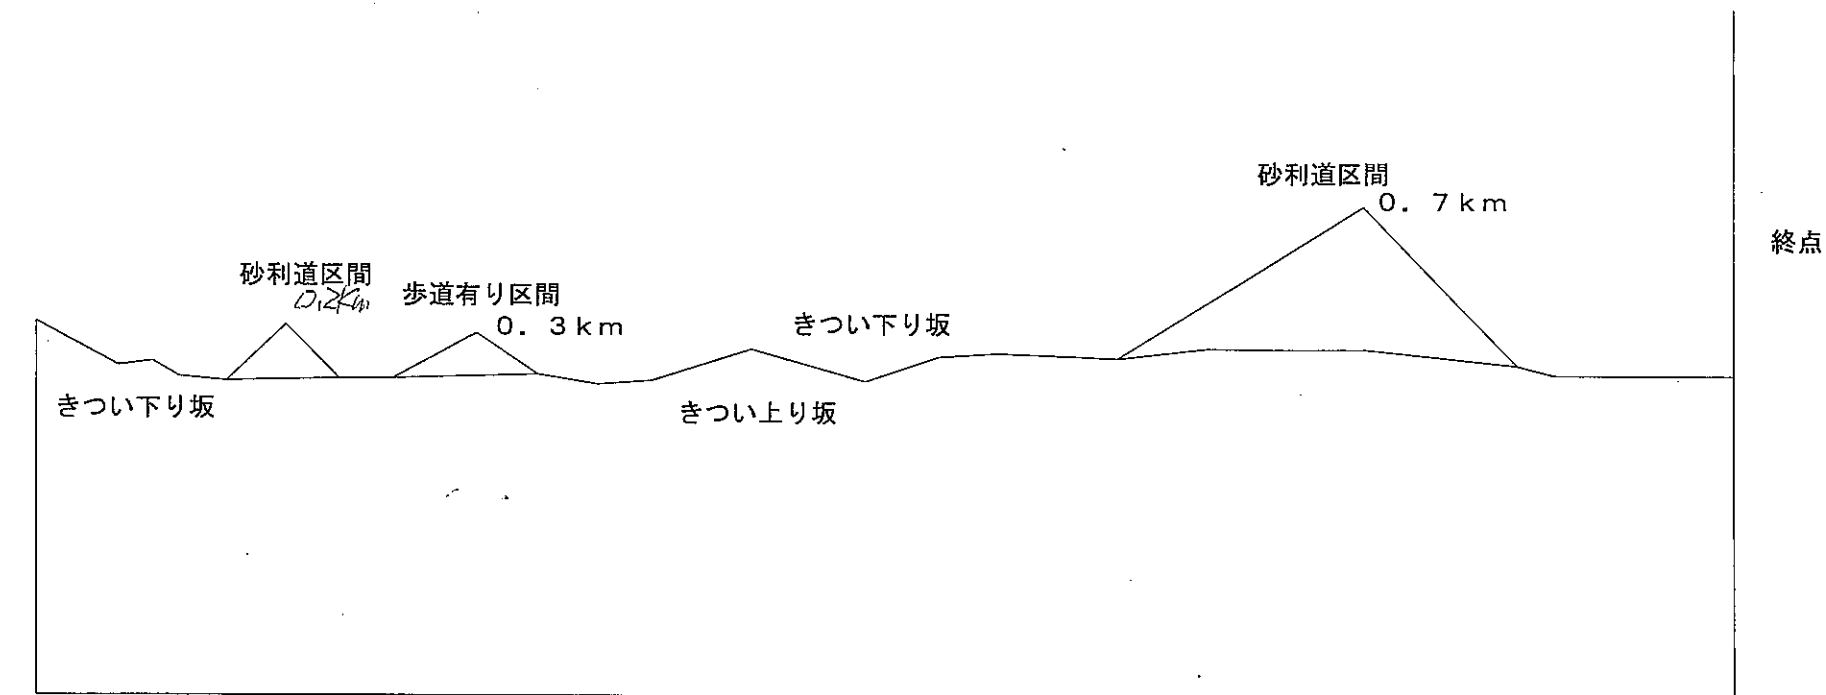 砂利道区間
0．7ｋｍ
終点
砂利道区間
0.2Km
歩道有り区間
0．3ｋｍ
きつい下り坂
きつい下り坂
きつい上り坂